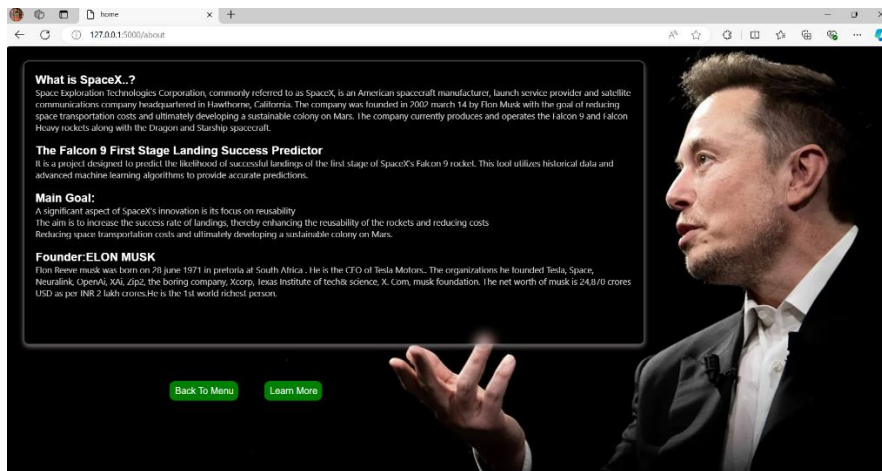 home
127.0.0.1:5000/about
What is SpaceX..?
Space Exploration Technologies Corporation, commonly referred to as SpaceX, is an American spacecraft manufacturer, launch service provider and satellite
communications company headquartered in Hawthorne, California. The company was founded in 2002 march 14 by Elon Musk with the goal of reducing
space transportation costs and ultimately developing a sustainable colony on Mars. The company currently produces and operates the Falcon 9 and Falcon
Heavy rockets along with the Dragon and Starship spacecraft.
The Falcon 9 First Stage Landing Success Predictor
It is a project designed to predict the likelihood of successful landings of the first stage of SpaceX's Falcon 9 rocket. This tool utilizes historical data and
advanced machine learning algorithms to provide accurate predictions.
Main Goal:
A significant aspect of SpaceX's innovation is its focus on reusability
The aim is to increase the success rate of landings, thereby enhancing the reusability of the rockets and reducing costs
Reducing space transportation costs and ultimately developing a sustainable colony on Mars.
Founder:ELON MUSK
Elon Reeve musk was born on 28 june 1971 in pretoria at South Africa . He is the CEO of Tesla Motors.. The organizations he founded Tesla, Space,
Neuralink, OpenAi, XAi, Zip2, the boring company, Xcorp, Texas Institute of tech& science, X. Com, musk foundation. The net worth of musk is 24,870 crores
USD as per INR 2 lakh crores.He is the 1st world richest person.
Back To Menu
Learn More